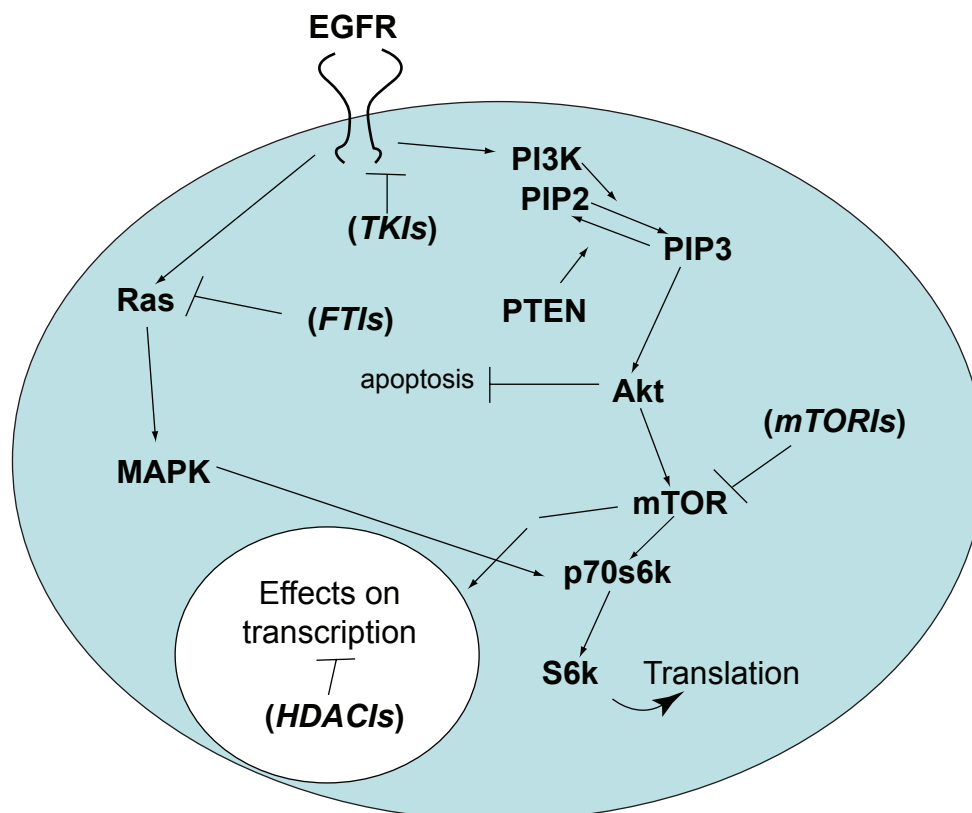 EGFR
PI3K
PIP2
(TKIs)
PIP3
Ras
(FTIs)
PTEN
apoptosis
Akt
(mTORIs)
MAPK
mTOR
p70s6k
Effects on
transcription
S6k
Translation
(HDACIs)